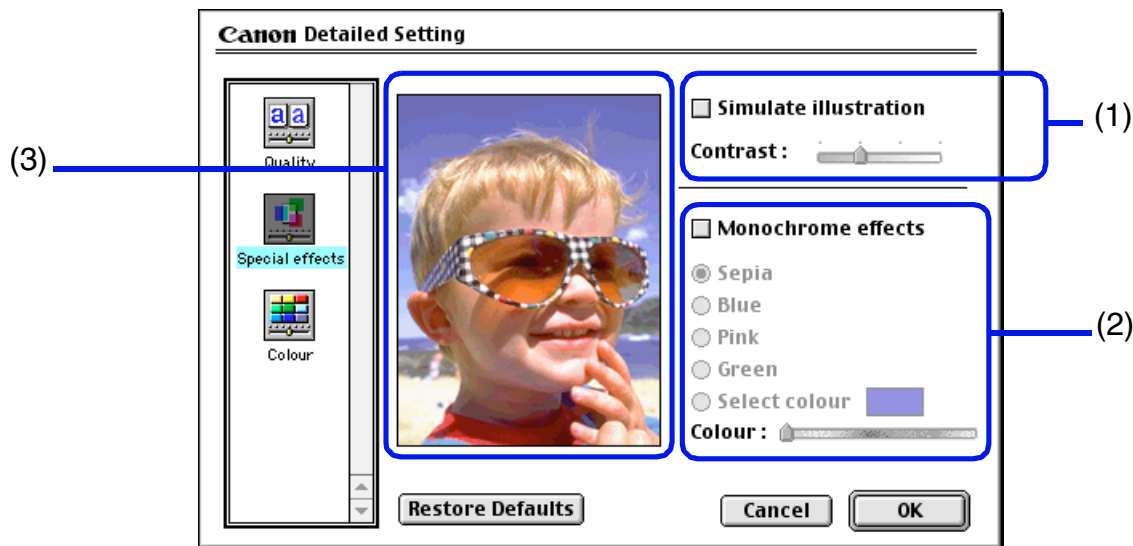 Canon Detailed Setting
(3)
aa
Quality
Special effects
Colour
Simulate illustration
Contrast :
(1)
Monochrome effects
Sepia
Blue
Pink
Green
Select colour
Colour :
(2)
Restore Defaults
Cancel
OK